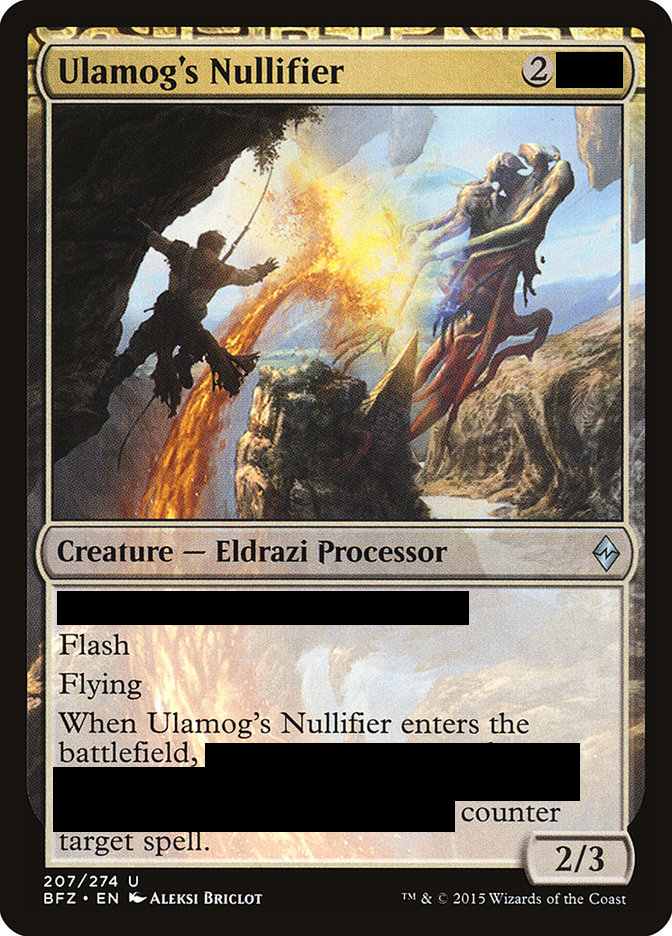 Ulamog's Nullifier 2
Creature — Eldrazi Processor
Flash
Flying
When Ulamog's Nullifier enters the
battlefield,
counter
target spell.
2/3
207/274 U
BFZ • EN ALEKSI BRICLOT
™ & © 2015 Wizards of the Coast